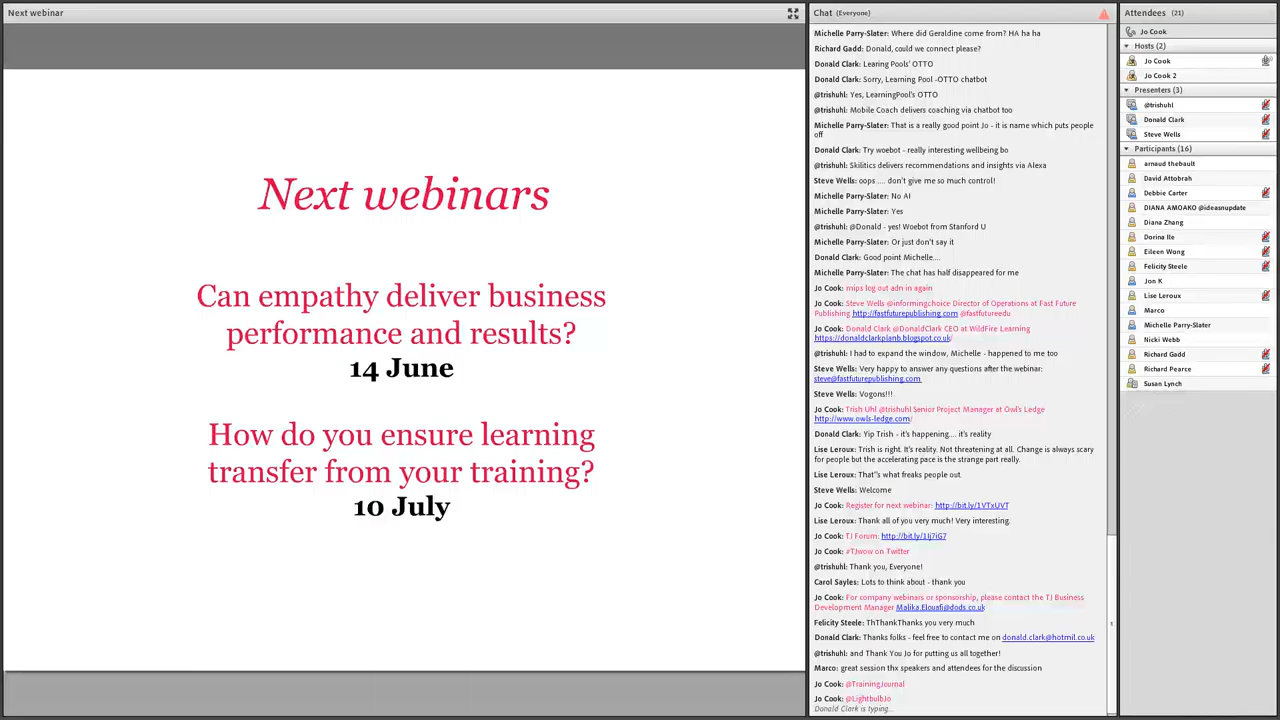 Next webinar
Next webinars
Can empathy deliver business
performance and results?
14 June
How do you ensure learning
transfer from your training?
10 July
Chat (Everyone)
Michelle Parry-Slater: Where did Geraldine come from? HA ha ha
Richard Gadd: Donald, could we connect please?
Donald Clark: Learing Pools' OTTO
Donald Clark: Sorry, Learning Pool -OTTO chatbot
@trishuhl: Yes, LearningPool's OTTO
@trishuhl: Mobile Coach delivers coaching via chatbot too
Michelle Parry-Slater: That is a really good point Jo - it is name which puts people
off
Donald Clark: Try woebot - really interesting wellbeing bo
@trishuhl: Skilitics delivers recommendations and insights via Alexa
Steve Wells: oops .... don't give me so much control!
Michelle Parry-Slater: No AI
Michelle Parry-Slater: Yes
@trishuhl: @Donald - yes! Woebot from Stanford U
Michelle Parry-Slater: Or just don't say it
Donald Clark: Good point Michelle....
Michelle Parry-Slater: The chat has half disappeared for me
Jo Cook: mips log out adn in again
Jo Cook: Steve Wells @informingchoice Director of Operations at Fast Future
Publishing http://fastfuturepublishing.com @fastfutureedu
Jo Cook: Donald Clark @DonaldClark CEO at WildFire Learning
https://donaldclarkplanb.blogspot.co.uk/
@trishuhl: I had to expand the window, Michelle - happened to me too
Steve Wells: Very happy to answer any questions after the webinar:
steve@fastfuturepublishing.com
Steve Wells: Vogons!!!
Jo Cook: Trish Uhl @trishuhl Senior Project Manager at Owl's Ledge
http://www.owls-ledge.com/
Donald Clark: Yip Trish - it's happening.... it's reality
Lise Leroux: Trish is right. It's reality. Not threatening at all. Change is always scary
for people but the accelerating pace is the strange part really.
Lise Leroux: That"s what freaks people out.
Steve Wells: Welcome
Jo Cook: Register for next webinar: http://bit.ly/1VTxUVT
Lise Leroux: Thank all of you very much! Very interesting.
Jo Cook: TJ Forum: http://bit.ly/1Ij7iG7
Jo Cook: #TJwow on Twitter
@trishuhl: Thank you, Everyone!
Carol Sayles: Lots to think about - thank you
Jo Cook: For company webinars or sponsorship, please contact the TJ Business
Development Manager Malika.Elouafi@dods.co.uk
Felicity Steele: ThThankThanks you very much
Donald Clark: Thanks folks - feel free to contact me on donald.clark@hotmil.co.uk
@trishuhl: and Thank You Jo for putting us all together!
Marco: great session thx speakers and attendees for the discussion
Jo Cook: @TrainingJournal
Jo Cook: @LightbulbJo
Donald Clark is typing...
Attendees (21)
Jo Cook
Hosts (2)
Jo Cook
Jo Cook 2
Presenters (3)
@trishuhl
Donald Clark
Steve Wells
Participants (16)
arnaud thebault
David Attobrah
Debbie Carter
DIANA AMOAKO @ideasnupdate
Diana Zhang
Dorina Ile
Eileen Wong
Felicity Steele
Jon K
Lise Leroux
Marco
Michelle Parry-Slater
Nicki Webb
Richard Gadd
Richard Pearce
Susan Lynch